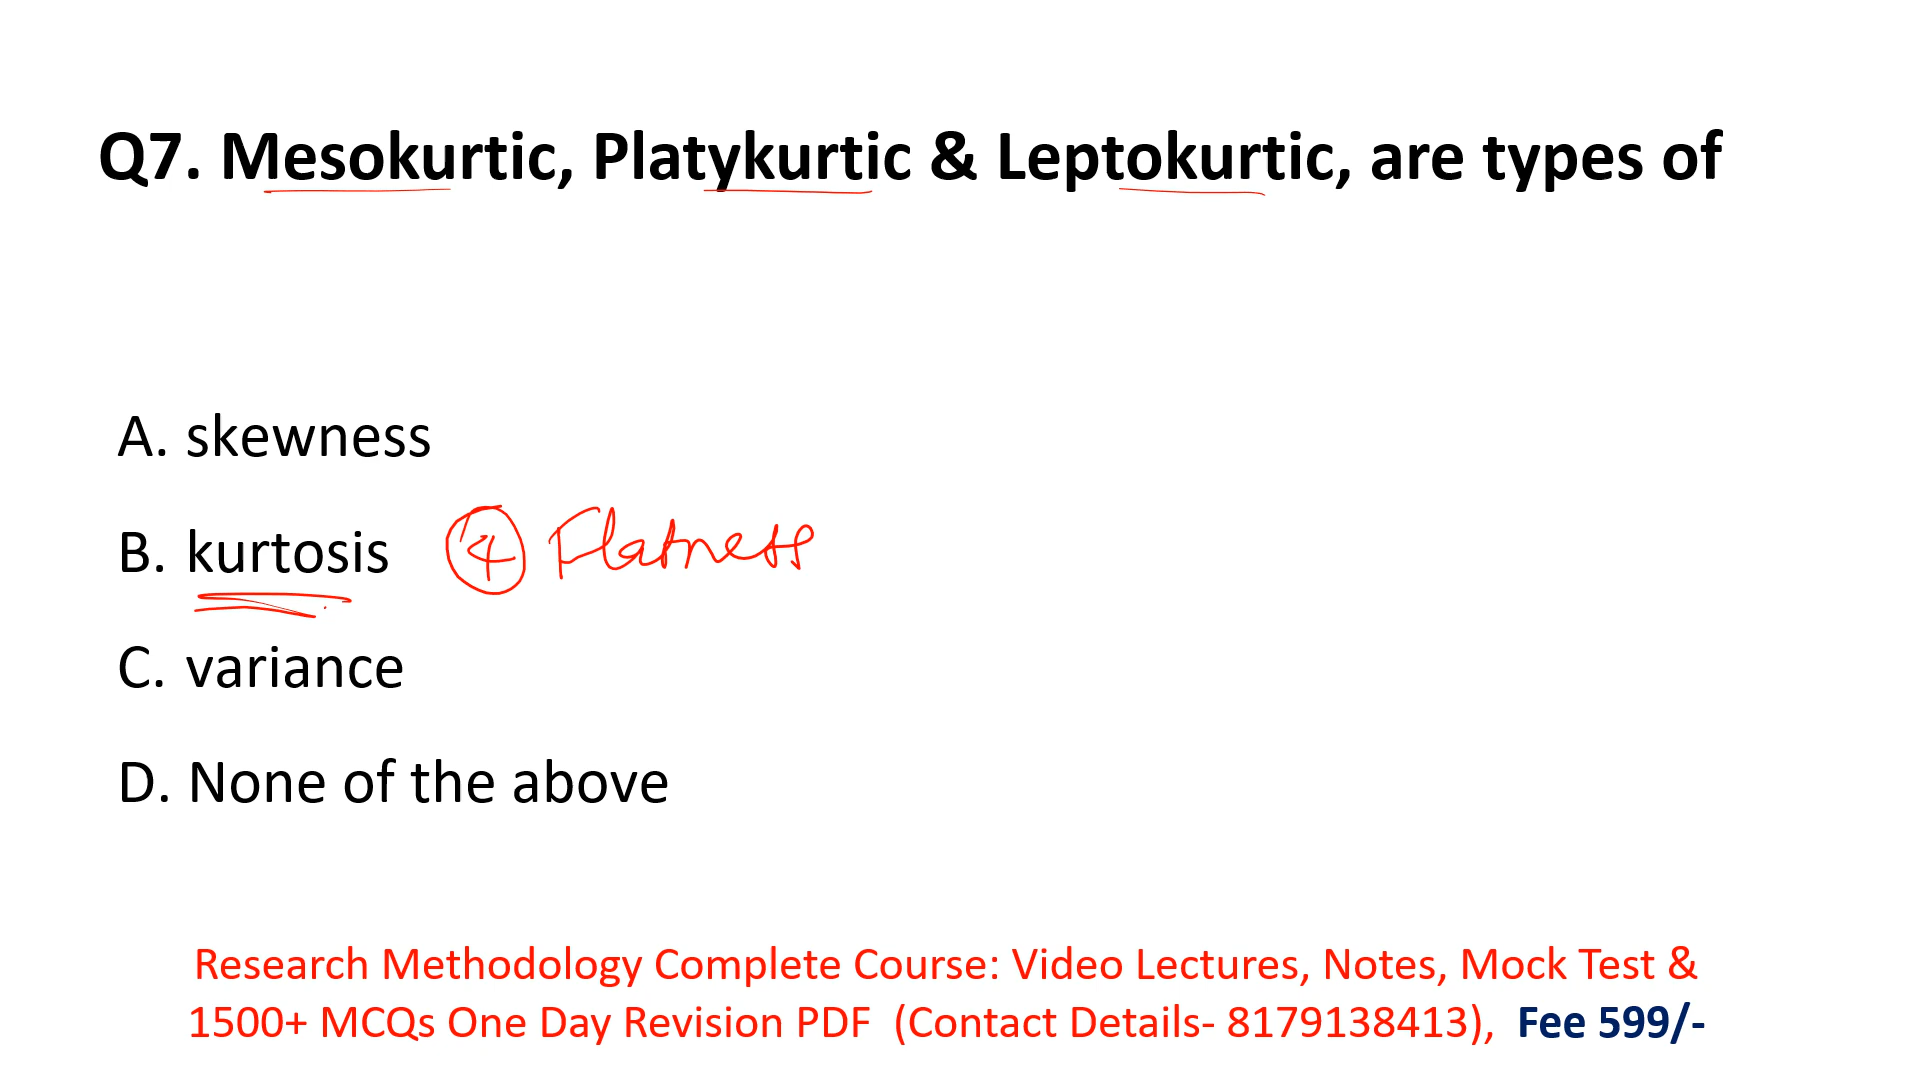 Q7. Mesokurtic, Platykurtic & Leptokurtic, are types of
A. skewness
B. kurtosis 4 Flatness
C. variance
D. None of the above
Research Methodology Complete Course: Video Lectures, Notes, Mock Test &
1500+ MCQs One Day Revision PDF (Contact Details- 8179138413), Fee 599/-